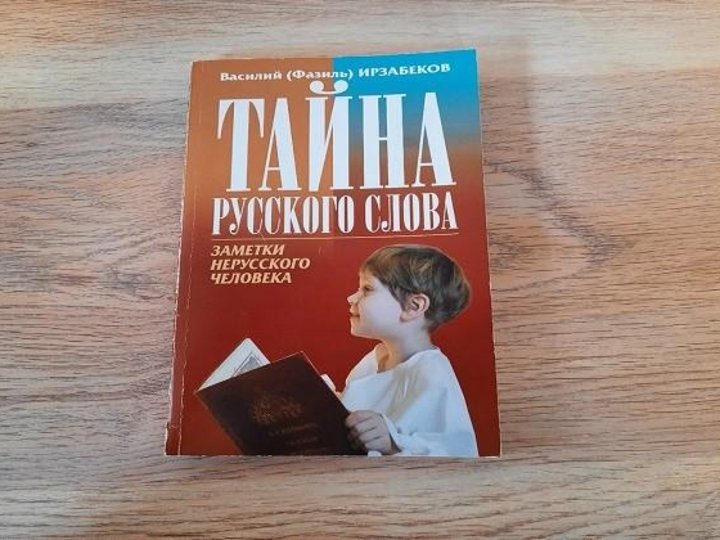 Василий (Фазиль) ИРЗАБЕКОВ
ТАЙНА
РУССКОГО СЛОВА
ЗАМЕТКИ
НЕРУССКОГО
ЧЕЛОВЕКА